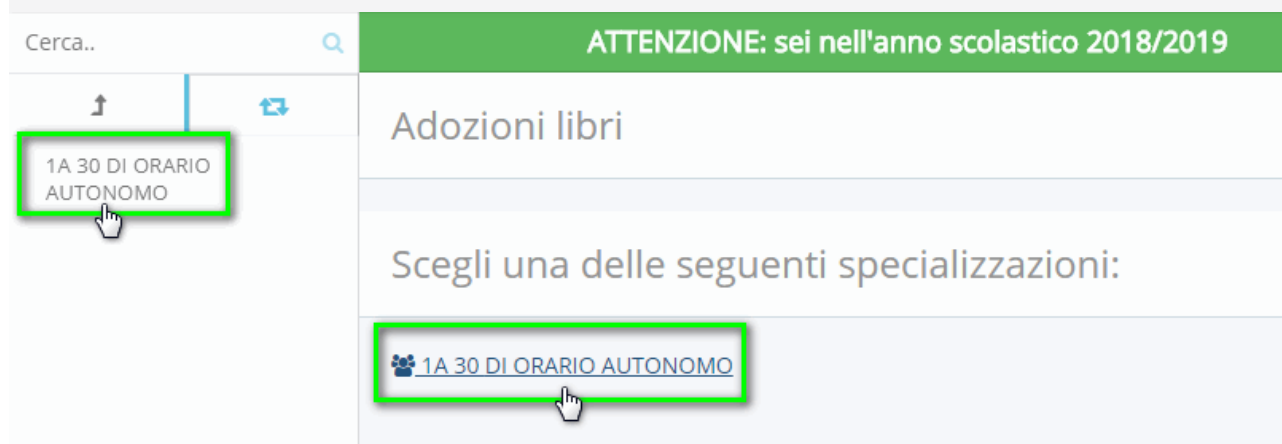 Cerca..
ATTENZIONE: sei nell'anno scolastico 2018/2019
Adozioni libri
1A 30 DI ORARIO
AUTONOMO
Scegli una delle seguenti specializzazioni:
1A 30 DI ORARIO AUTONOMO